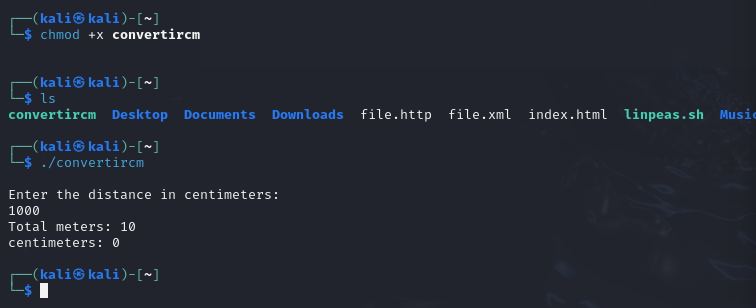 ┌──(kali㉿kali)-[~]
└─$ chmod +x convertircm
┌──(kali㉿kali)-[~]
└─$ ls
convertircm Desktop Documents Downloads file.http file.xml index.html linpeas.sh Music
┌──(kali㉿kali)-[~]
└─$ ./convertircm
Enter the distance in centimeters:
1000
Total meters: 10
centimeters: 0
┌──(kali㉿kali)-[~]
└─$